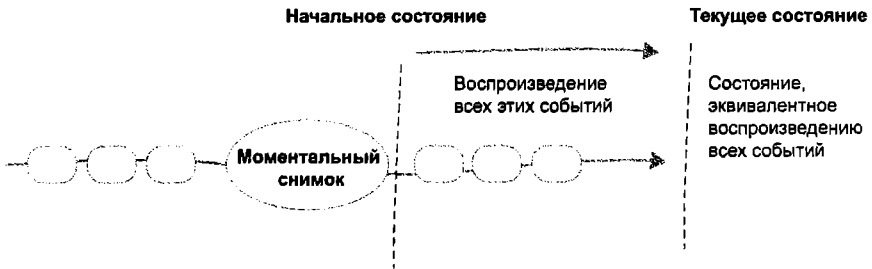 Начальное состояние
Текущее состояние
Воспроизведение
всех этих событий
Состояние,
эквивалентное
воспроизведению
всех событий
Моментальный
снимок